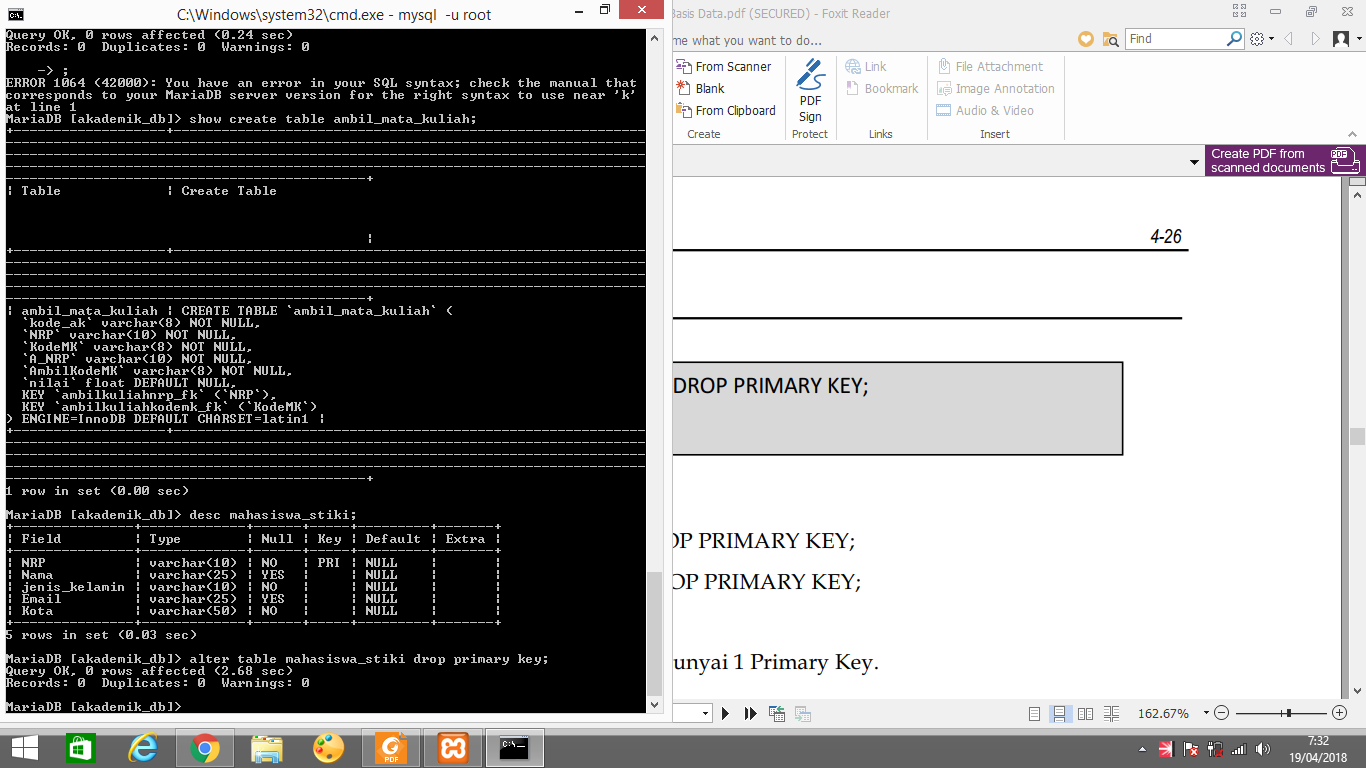 C:\Windows\system32\cmd.exe - mysql -u root
Query OK, 0 rows affected (0.24 sec)
Records: 0 Duplicates: 0 Warnings: 0
-> ;
ERROR 1064 (42000): You have an error in your SQL syntax; check the manual that
corresponds to your MariaDB server version for the right syntax to use near 'k'
at line 1
MariaDB [akademik_db]> show create table ambil_mata_kuliah;
| Table | Create Table
|
| ambil_mata_kuliah | CREATE TABLE `ambil_mata_kuliah` (
`kode_ak` varchar(8) NOT NULL,
`NRP` varchar(10) NOT NULL,
`KodeMK` varchar(8) NOT NULL,
`A_NRP` varchar(10) NOT NULL,
`AmbilKodeMK` varchar(8) NOT NULL,
`nilai` float DEFAULT NULL,
KEY `ambilkuliahnrp_fk` (`NRP`),
KEY `ambilkuliahkodemk_fk` (`KodeMK`)
) ENGINE=InnoDB DEFAULT CHARSET=latin1 |
1 row in set (0.00 sec)
MariaDB [akademik_db]> desc mahasiswa_stiki;
| Field | Type | Null | Key | Default | Extra |
| NRP | varchar(10) | NO | PRI | NULL | |
| Nama | varchar(25) | YES | | NULL | |
| jenis_kelamin | varchar(10) | NO | | NULL | |
| Email | varchar(25) | YES | | NULL | |
| Kota | varchar(50) | NO | | NULL | |
5 rows in set (0.03 sec)
MariaDB [akademik_db]> alter table mahasiswa_stiki drop primary key;
Query OK, 0 rows affected (2.68 sec)
Records: 0 Duplicates: 0 Warnings: 0
MariaDB [akademik_db]>
Basis Data.pdf (SECURED) - Foxit Reader
me what you want to do...
Find
From Scanner
Blank
From Clipboard
Create
PDF
Sign
Protect
Link
Bookmark
Links
File Attachment
Image Annotation
Audio & Video
Insert
Create PDF from
scanned documents
PDF
4-26
DROP PRIMARY KEY;
OP PRIMARY KEY;
OP PRIMARY KEY;
unyai 1 Primary Key.
162.67%
PDF
C:\
7:32
19/04/2018